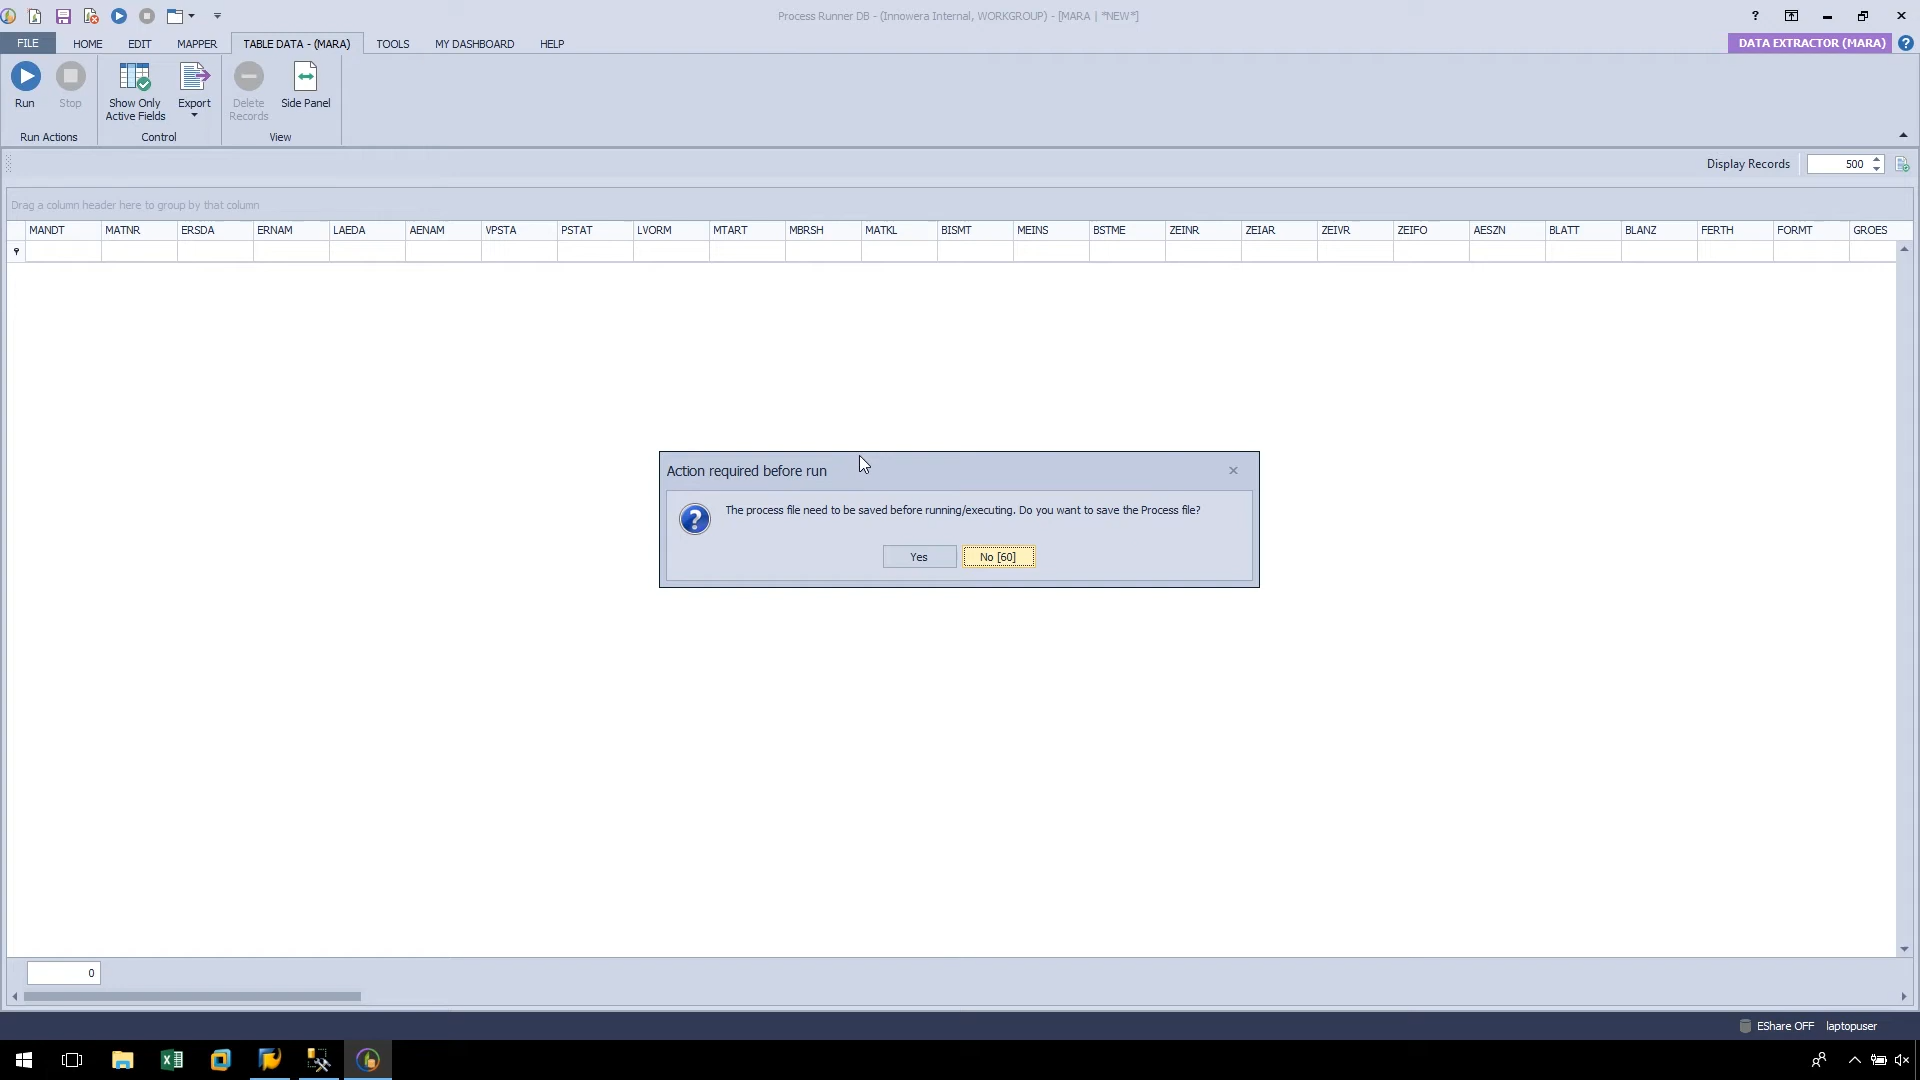 Process Runner DB - (Innowera Internal, WORKGROUP) - [MARA | *NEW*]
?
FILE HOME EDIT MAPPER TABLE DATA - (MARA) TOOLS MY DASHBOARD HELP DATA EXTRACTOR (MARA) ?
Run Stop Show Only Active Fields Export Delete Records Side Panel
Run Actions Control View
Display Records 500
Drag a column header here to group by that column
MANDT MATNR ERSDA ERNAM LAEDA AENAM VPSTA PSTAT LVORM MTART MBRSH MATKL BISMT MEINS BSTME ZEINR ZEIAR ZEIVR ZEIFO AESZN BLATT BLANZ FERTH FORMT GROES
Action required before run
The process file need to be saved before running/executing. Do you want to save the Process file?
Yes No [60]
0
EShare OFF laptopuser